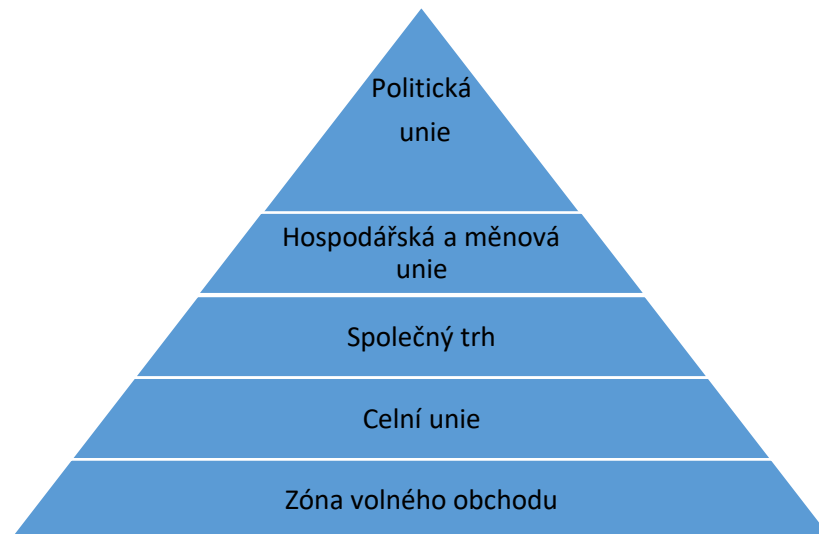 Politická
unie
Hospodářská a měnová
unie
Společný trh
Celní unie
Zóna volného obchodu